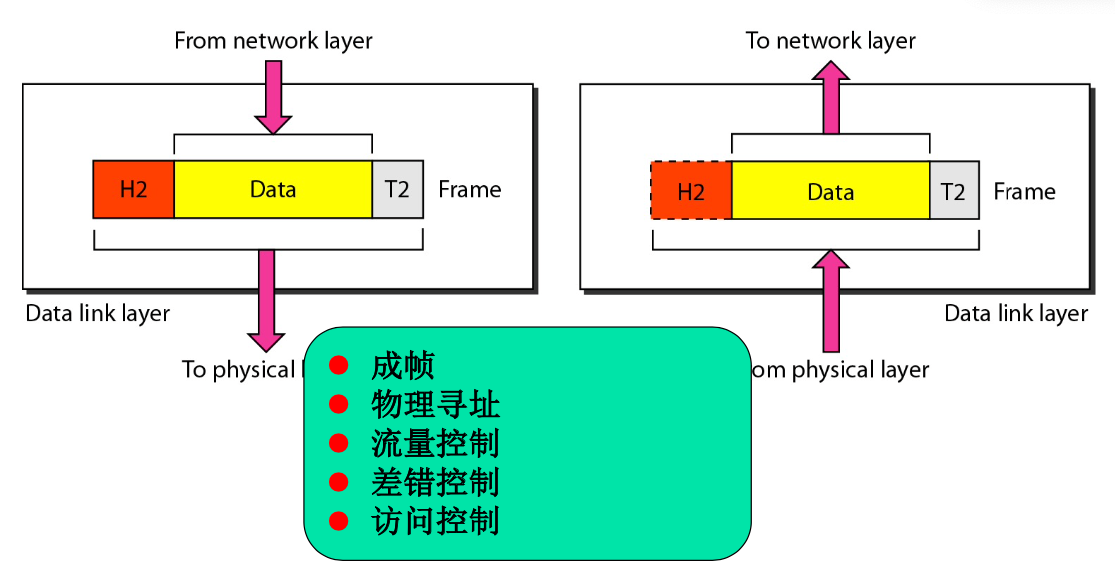 From network layer
To network layer
H2 Data T2 Frame
H2 Data T2 Frame
Data link layer
Data link layer
To physical
physical layer
成帧
物理寻址
流量控制
差错控制
访问控制